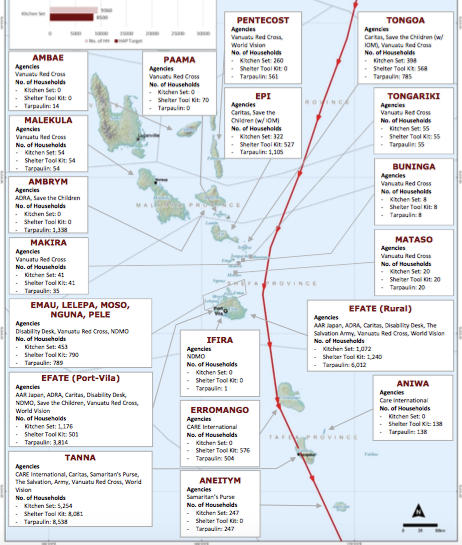 Kitchen Set
9360
8500
0
5000
10000
15000
20000
25000
30000
No. of HH
HAP Target
PENTECOST
Agencies
Vanuatu Red Cross,
World Vision
No. of Households
- Kitchen Set: 260
- Shelter Tool Kit: 0
- Tarpaulin: 561
TONGOA
Agencies
Caritas, Save the Children (w/
IOM), Vanuatu Red Cross
No. of Households
- Kitchen Set: 398
- Shelter Tool Kit: 568
- Tarpaulin: 785
AMBAE
Agencies
Vanuatu Red Cross
No. of Households
- Kitchen Set: 0
- Shelter Tool Kit: 0
- Tarpaulin: 14
PAAMA
Agencies
Vanuatu Red Cross
No. of Households
- Kitchen Set: 0
- Shelter Tool Kit: 70
- Tarpaulin: 0
EPI
Agencies
Caritas, Save the
Children (w/ IOM)
No. of Households
- Kitchen Set: 322
- Shelter Tool Kit: 527
- Tarpaulin: 1,105
TONGARIKI
Agencies
Vanuatu Red Cross
No. of Households
- Kitchen Set: 55
- Shelter Tool Kit: 55
- Tarpaulin: 55
MALEKULA
Agencies
Vanuatu Red Cross
No. of Households
- Kitchen Set: 54
- Shelter Tool Kit: 54
- Tarpaulin: 54
BUNINGA
Agencies
Vanuatu Red Cross
No. of Households
- Kitchen Set: 8
- Shelter Tool Kit: 8
- Tarpaulin: 8
AMBRYM
Agencies
ADRA, Save the Children
No. of Households
- Kitchen Set: 0
- Shelter Tool Kit: 0
- Tarpaulin: 1,338
MATASO
Agencies
Vanuatu Red Cross
No. of Households
- Kitchen Set: 20
- Shelter Tool Kit: 20
- Tarpaulin: 20
MAKIRA
Agencies
Vanuatu Red Cross
No. of Households
- Kitchen Set: 41
- Shelter Tool Kit: 41
- Tarpaulin: 35
SHEFA PROVINCE
Port
Vila
EMAU, LELEPA, MOSO,
NGUNA, PELE
Agencies
Disability Desk, Vanuatu Red Cross, NDMO
No. of Households
- Kitchen Set: 453
- Shelter Tool Kit: 790
- Tarpaulin: 789
EFATE (Rural)
Agencies
AAR Japan, ADRA, Caritas, Disability Desk, The
Salvation Army, Vanuatu Red Cross, World Vision
No. of Households
- Kitchen Set: 1,072
- Shelter Tool Kit: 1,240
- Tarpaulin: 6,012
IFIRA
Agencies
NDMO
No. of Households
- Kitchen Set: 0
- Shelter Tool Kit: 0
- Tarpaulin: 1
EFATE (Port-Vila)
Agencies
AAR Japan, ADRA, Caritas, Disability Desk,
NDMO, Save the Children, Vanuatu Red Cross,
World Vision
No. of Households
- Kitchen Set: 1,176
- Shelter Tool Kit: 501
- Tarpaulin: 3,814
ANIWA
Agencies
Care International
No. of Households
- Kitchen Set: 0
- Shelter Tool Kit: 138
- Tarpaulin: 138
ERROMANGO
Agencies
CARE International
No. of Households
- Kitchen Set: 0
- Shelter Tool Kit: 576
- Tarpaulin: 504
TAFEA PROVINCE
TANNA
Agencies
CARE International, Caritas, Samaritan's Purse,
The Salvation, Army, Vanuatu Red Cross, World
Vision
No. of Households
- Kitchen Set: 5,254
- Shelter Tool Kit: 8,081
- Tarpaulin: 8,538
ANEITYM
Agencies
Samaritan's Purse
No. of Households
- Kitchen Set: 247
- Shelter Tool Kit: 0
- Tarpaulin: 247